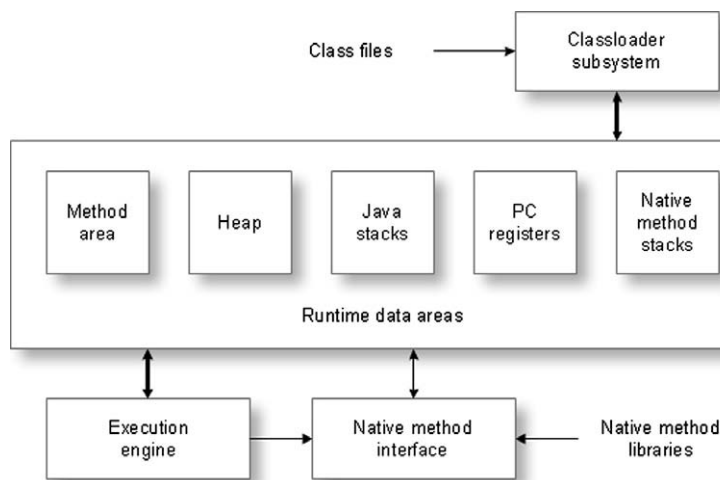 Class files
Classloader
subsystem
Method
area
Heap
Java
stacks
PC
registers
Native
method
stacks
Runtime data areas
Execution
engine
Native method
interface
Native method
libraries